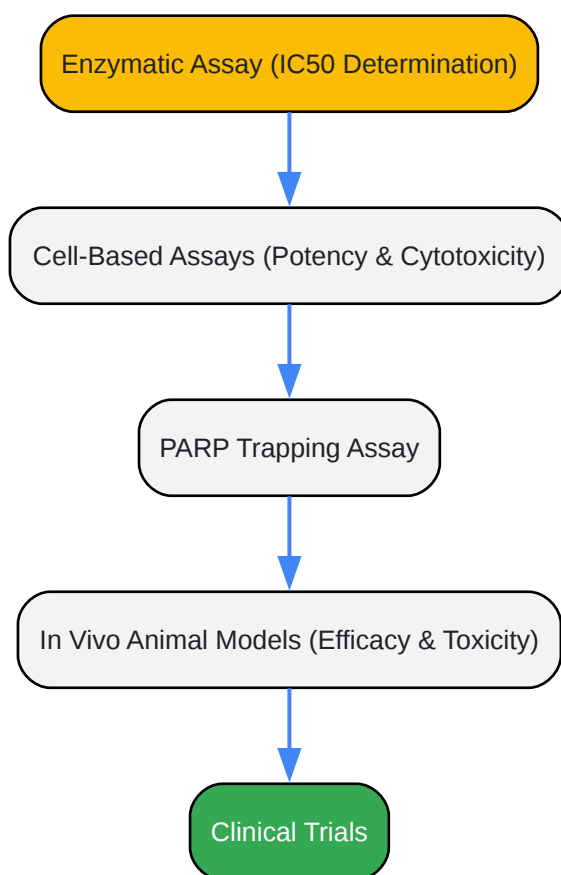 Enzymatic Assay (IC50 Determination)
Cell-Based Assays (Potency & Cytotoxicity)
PARP Trapping Assay
In Vivo Animal Models (Efficacy & Toxicity)
Clinical Trials